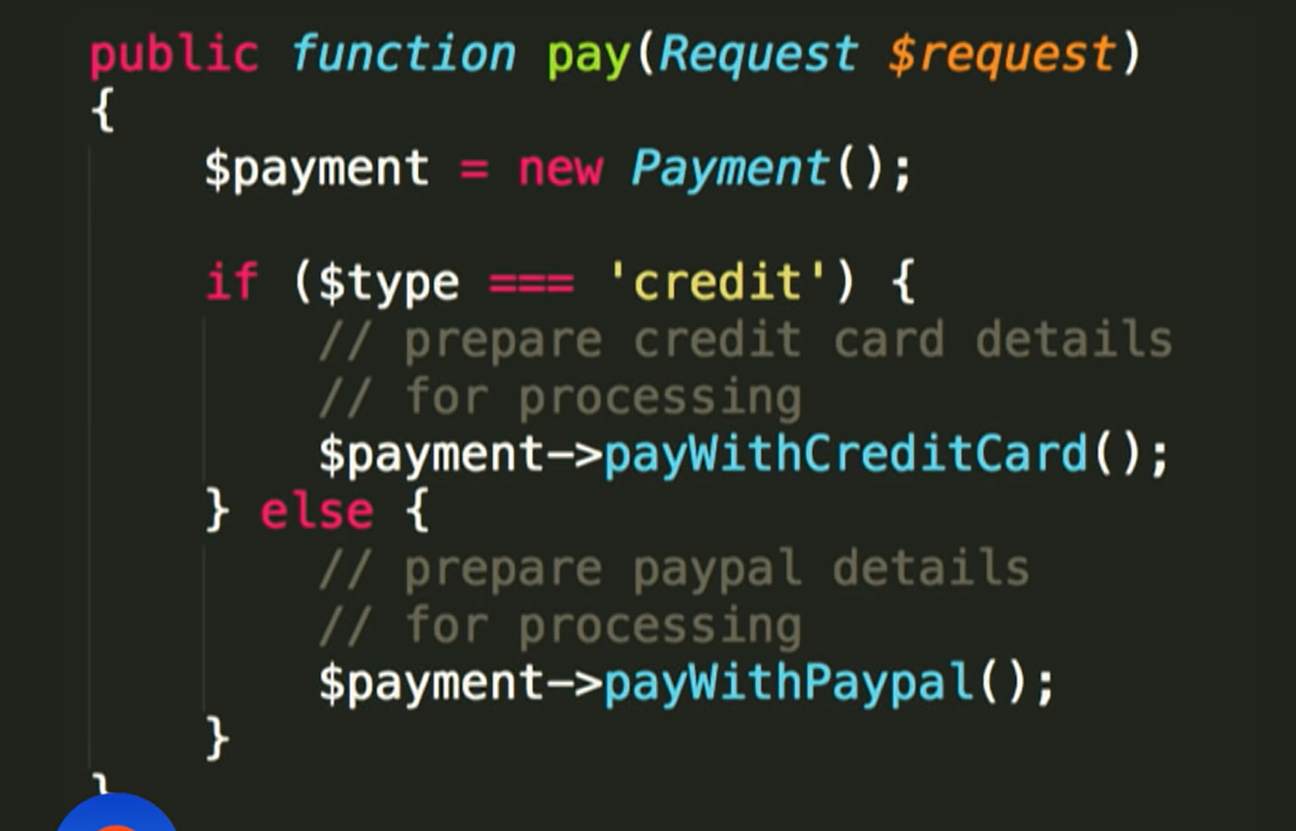 public function pay(Request $request)
{
$payment = new Payment();
if ($type === 'credit') {
// prepare credit card details
// for processing
$payment->payWithCreditCard();
} else {
// prepare paypal details
// for processing
$payment->payWithPaypal();
}
}